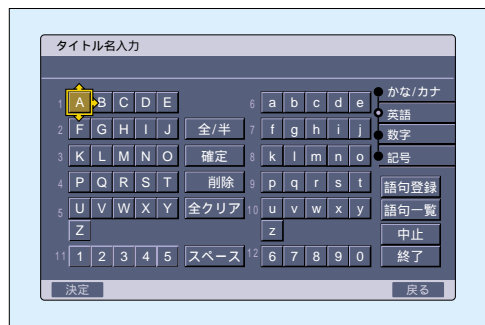 タイトル名入力
1 A B C D E 6 a b c d e かな/カナ
英語
2 F G H I J 全/半 7 f g h i j 数字
3 K L M N O 確定 8 k l m n o 記号
4 P Q R S T 削除 9 p q r s t 語句登録
5 U V W X Y 全クリア 10 u v w x y 語句一覧
Z z 中止
11 1 2 3 4 5 スペース 12 6 7 8 9 0 終了
決定 戻る